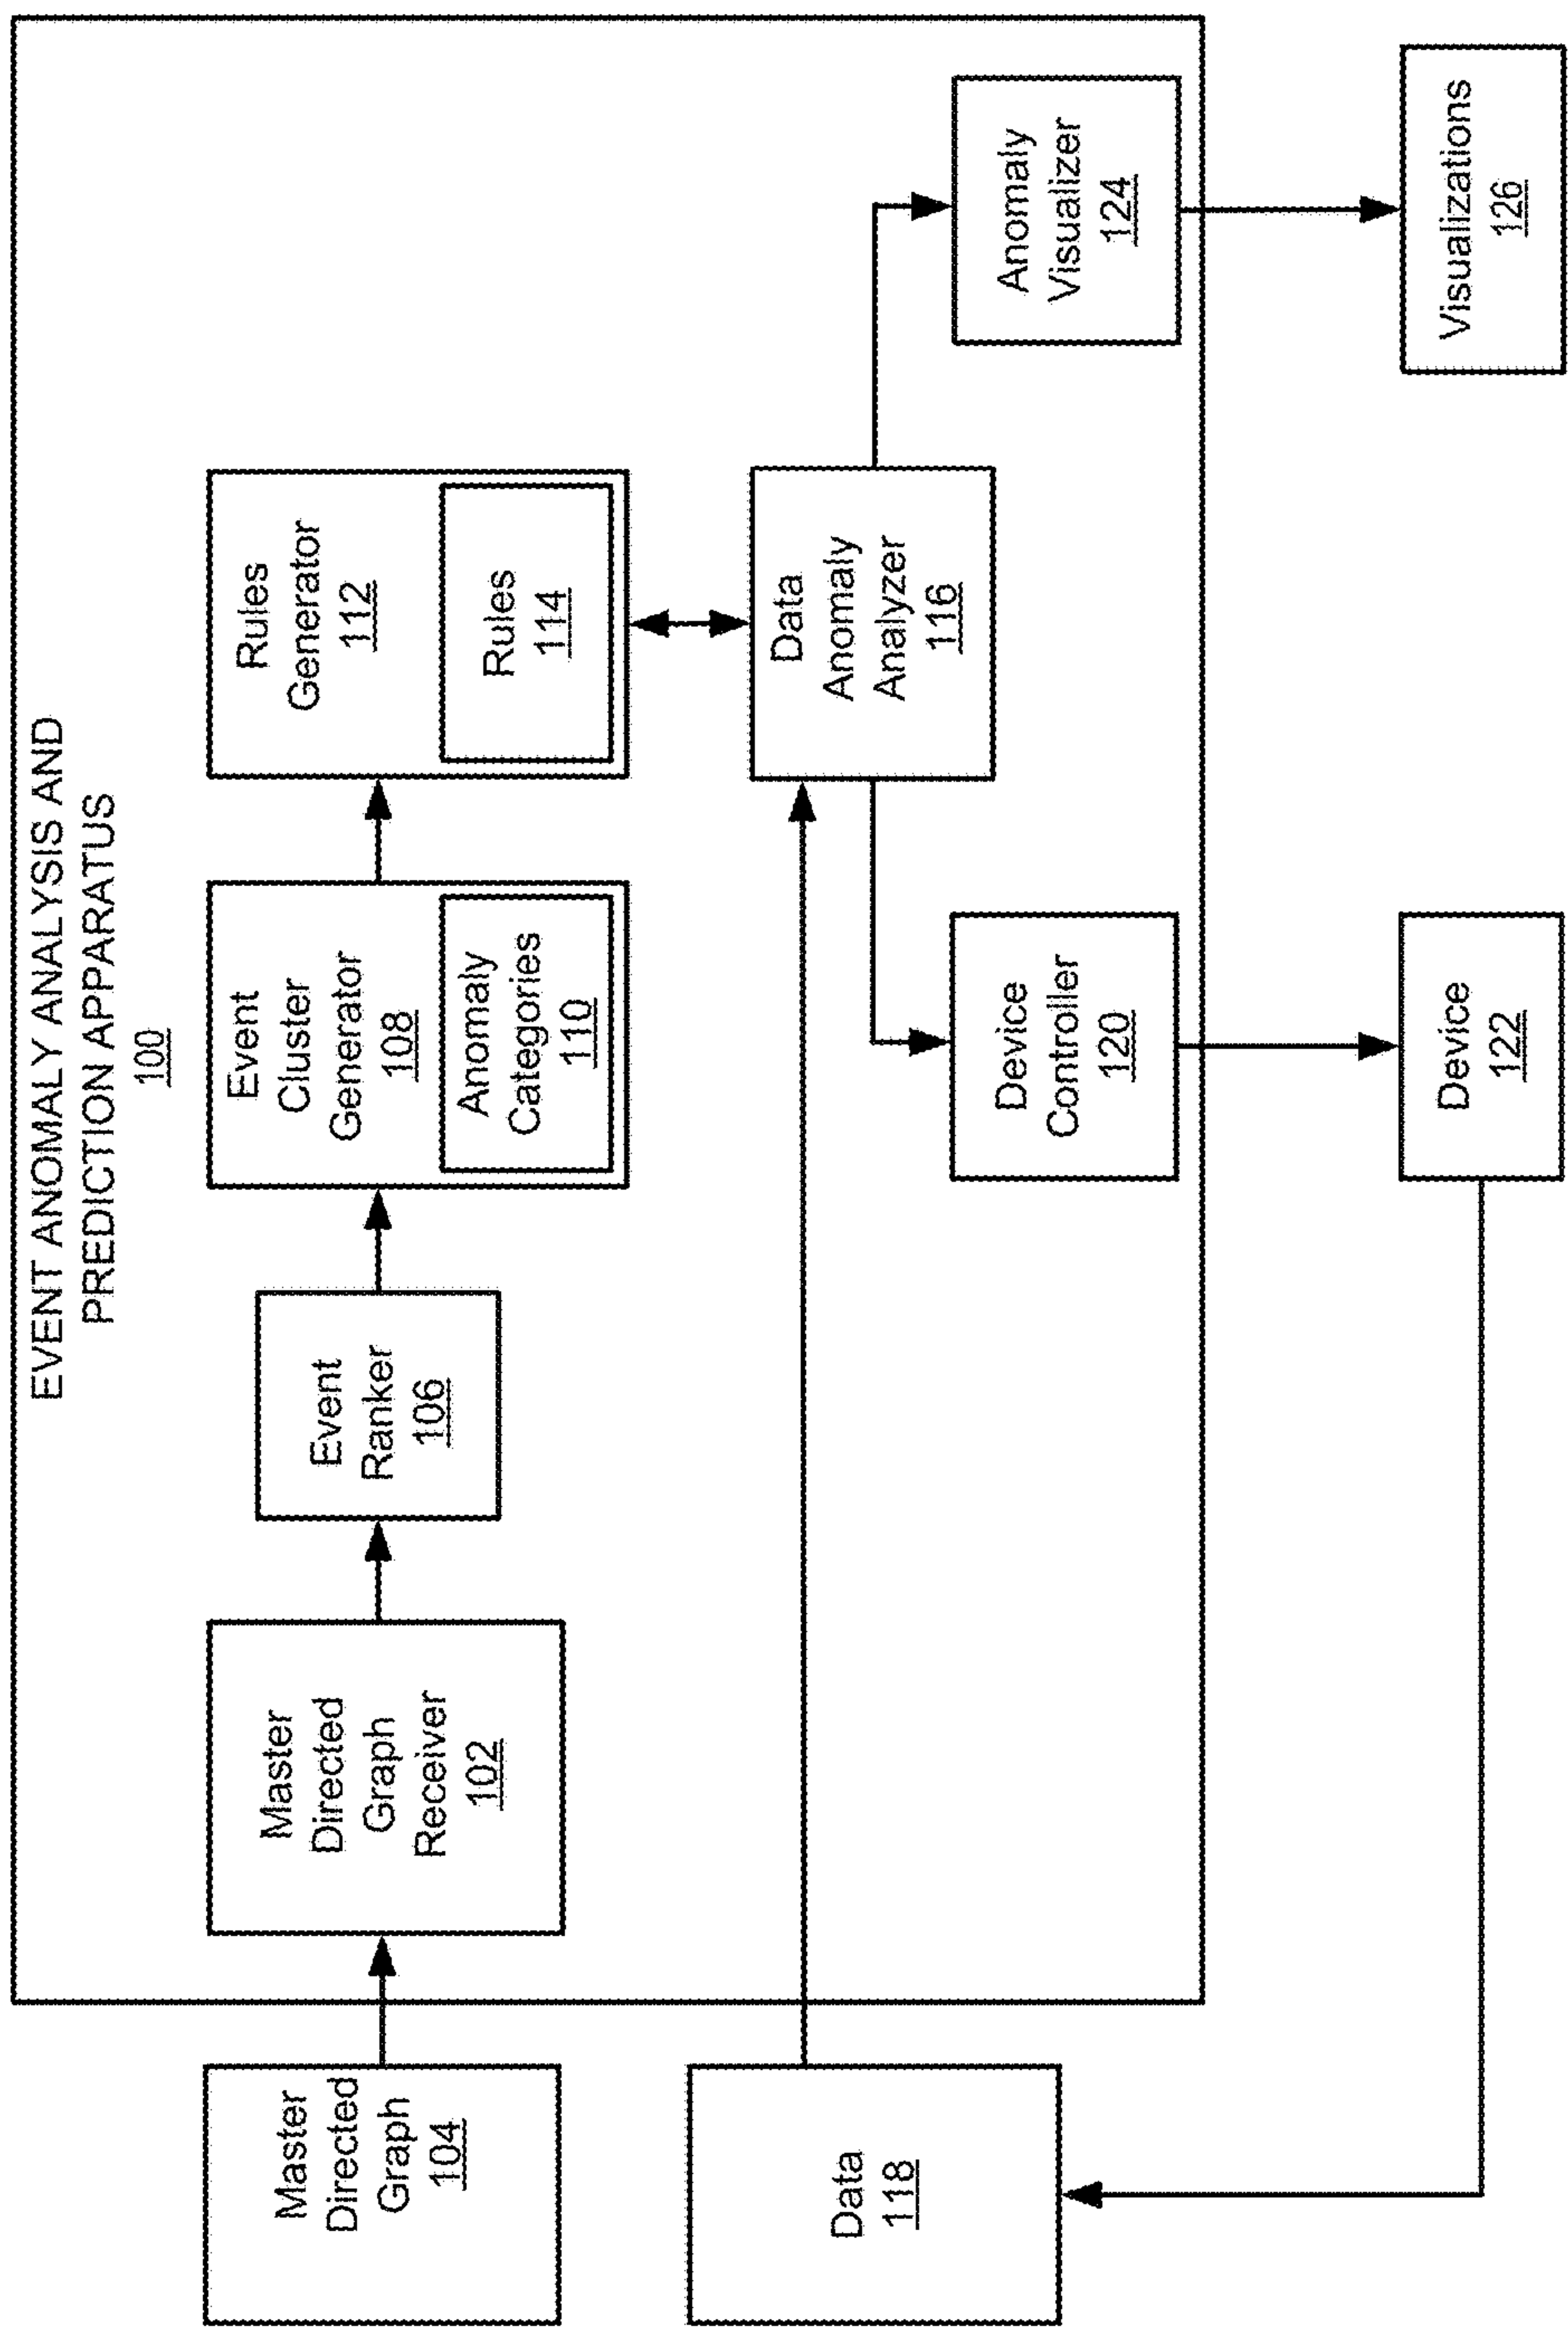 EVENT ANOMALY ANALYSIS AND
PREDICTION APPARATUS
100
Master
Directed
Graph
104
Master
Directed
Graph
Receiver
102
Event
Ranker
106
Event
Cluster
Generator
108
Anomaly
Categories
110
Rules
Generator
112
Rules
114
Data
118
Data
Anomaly
Analyzer
116
Device
Controller
120
Anomaly
Visualizer
124
Device
122
Visualizations
126